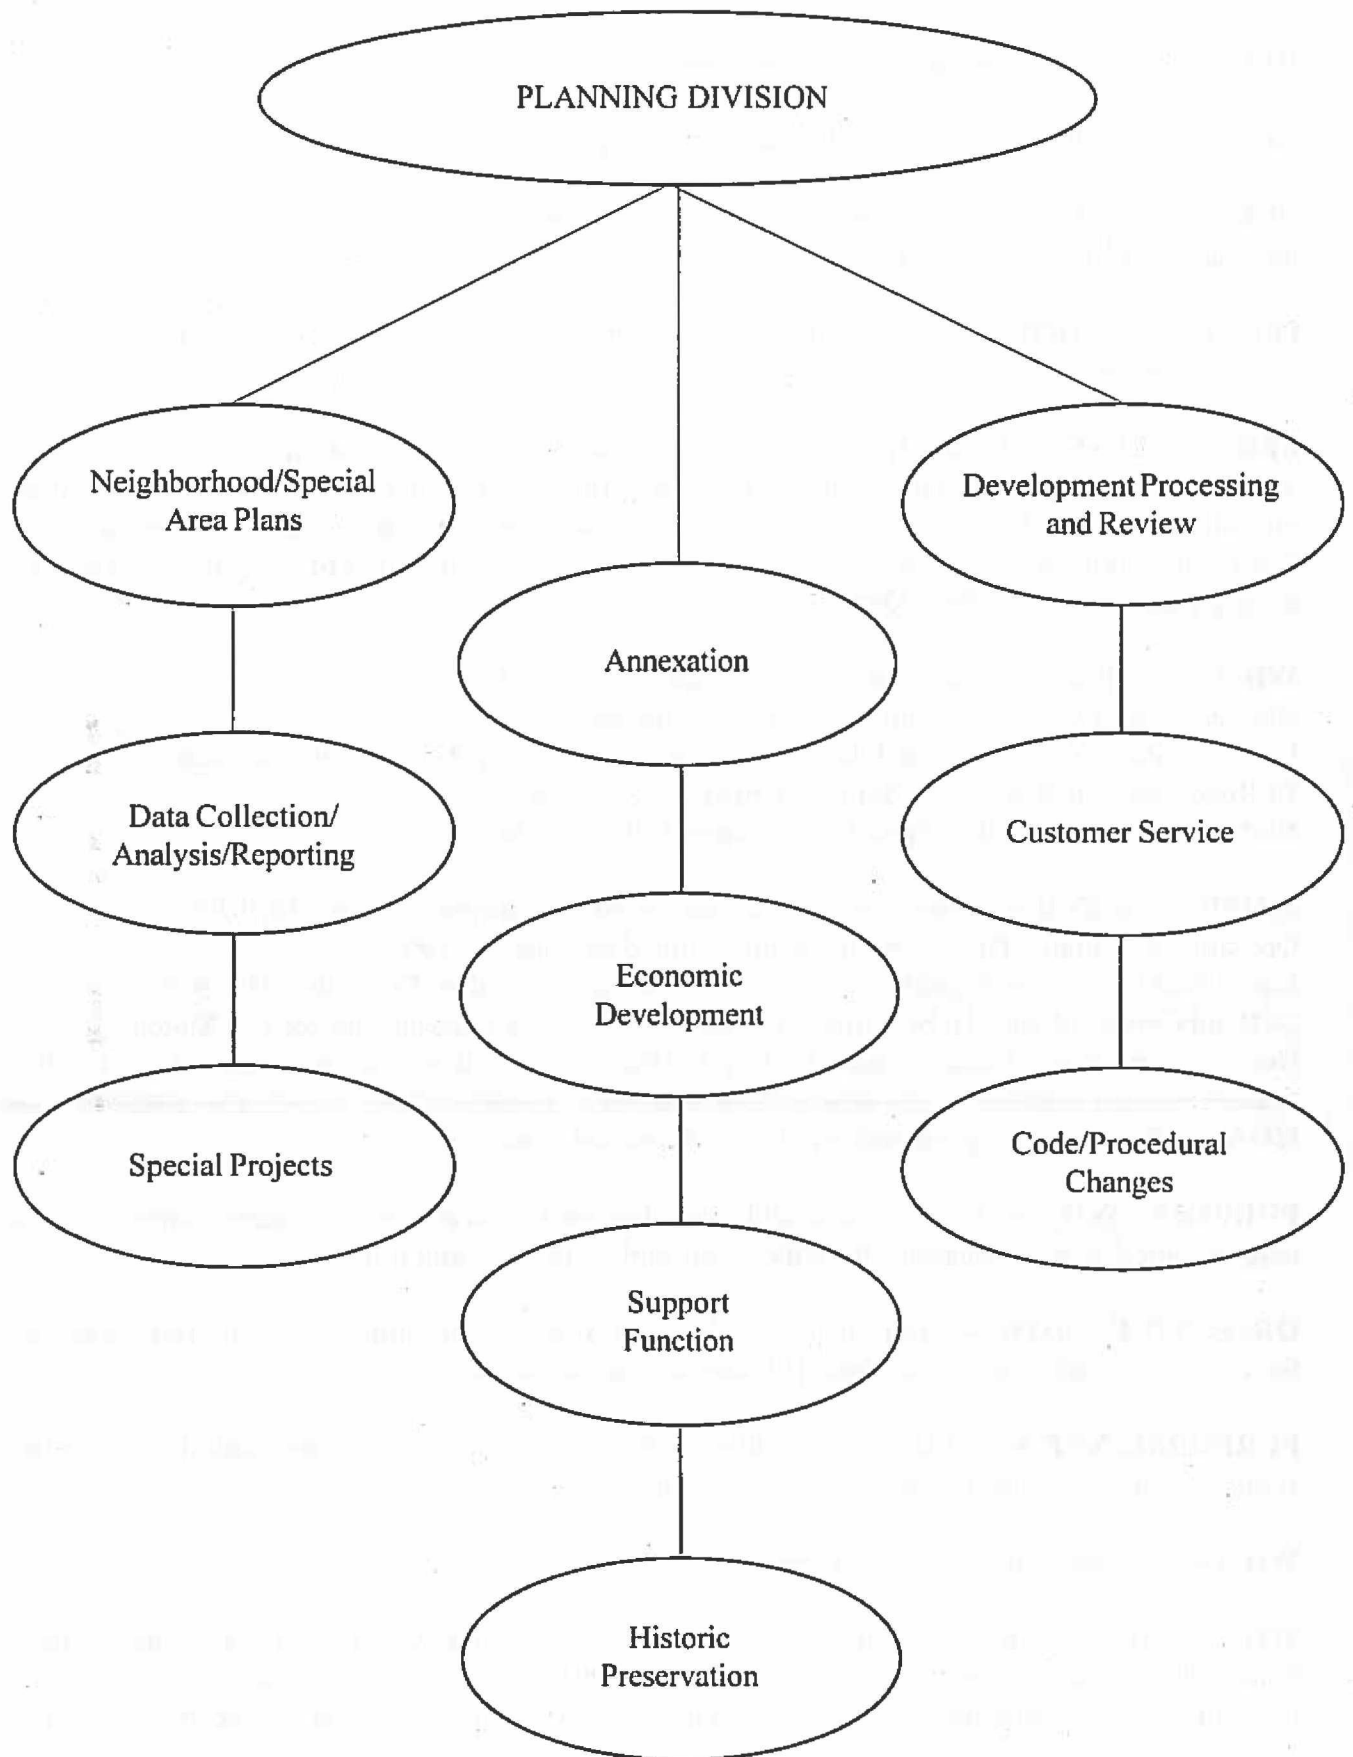 PLANNING DIVISION
Neighborhood/Special
Area Plans
Development Processing
and Review
Annexation
Data Collection/
Analysis/Reporting
Customer Service
Economic
Development
Special Projects
Code/Procedural
Changes
Support
Function
Historic
Preservation